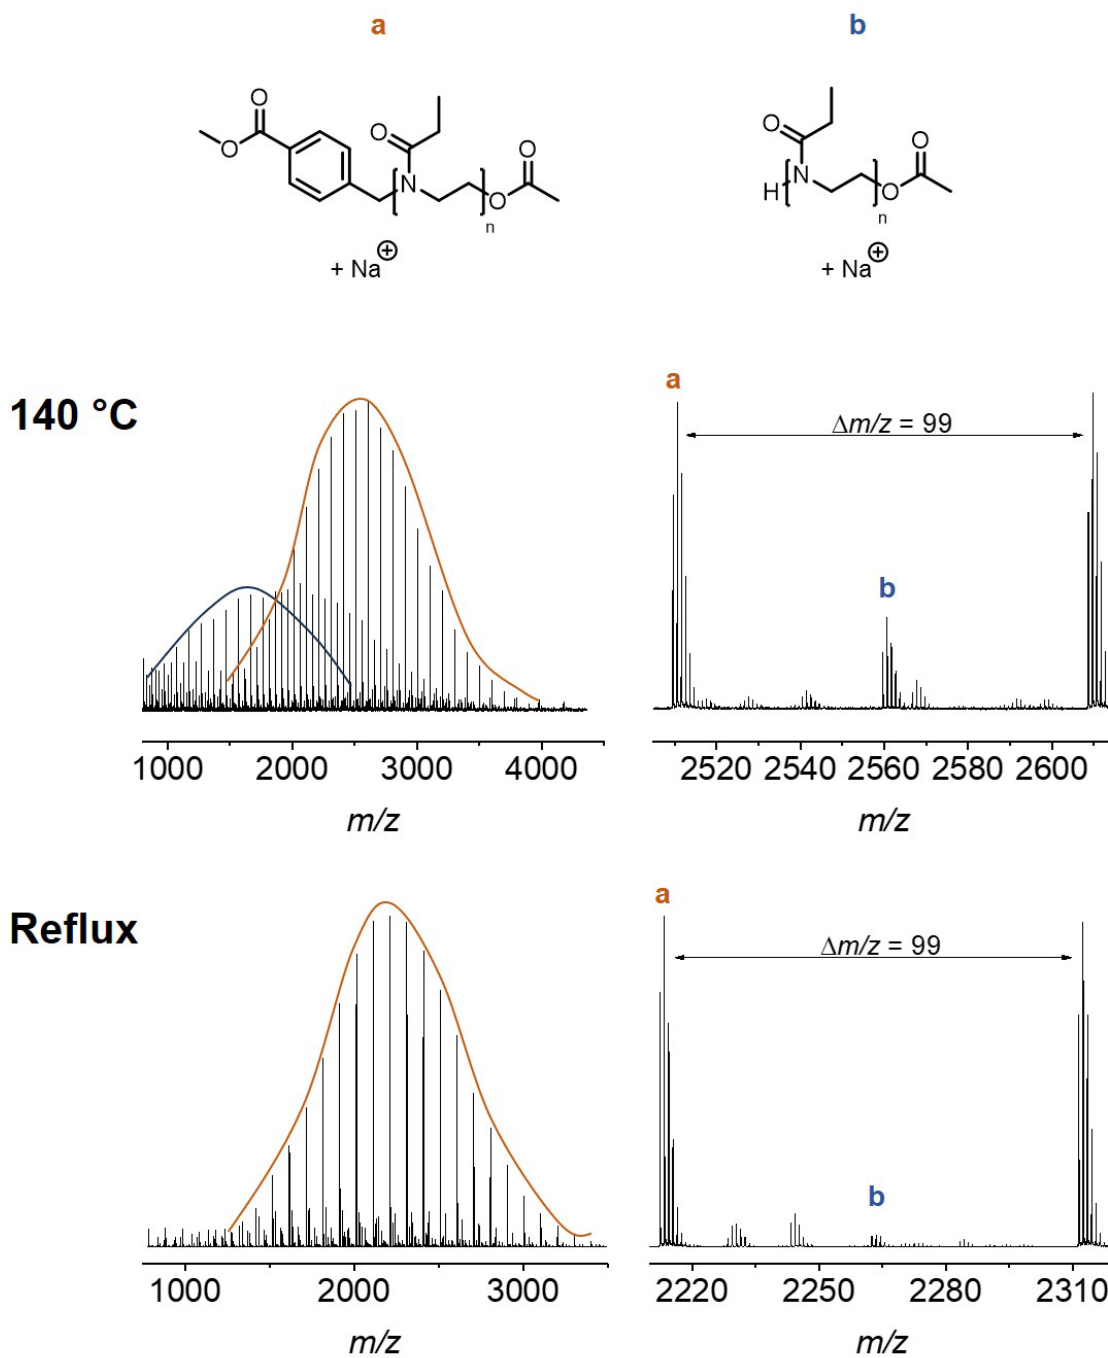 a b
O
O
O
N
O
O
n
+ Na⊕
O
H
N
O
O
n
+ Na⊕
140 °C
a
Δm/z = 99
b
1000 2000 3000 4000
m/z
2520 2540 2560 2580 2600
m/z
Reflux
a
Δm/z = 99
b
1000 2000 3000
m/z
2220 2250 2280 2310
m/z